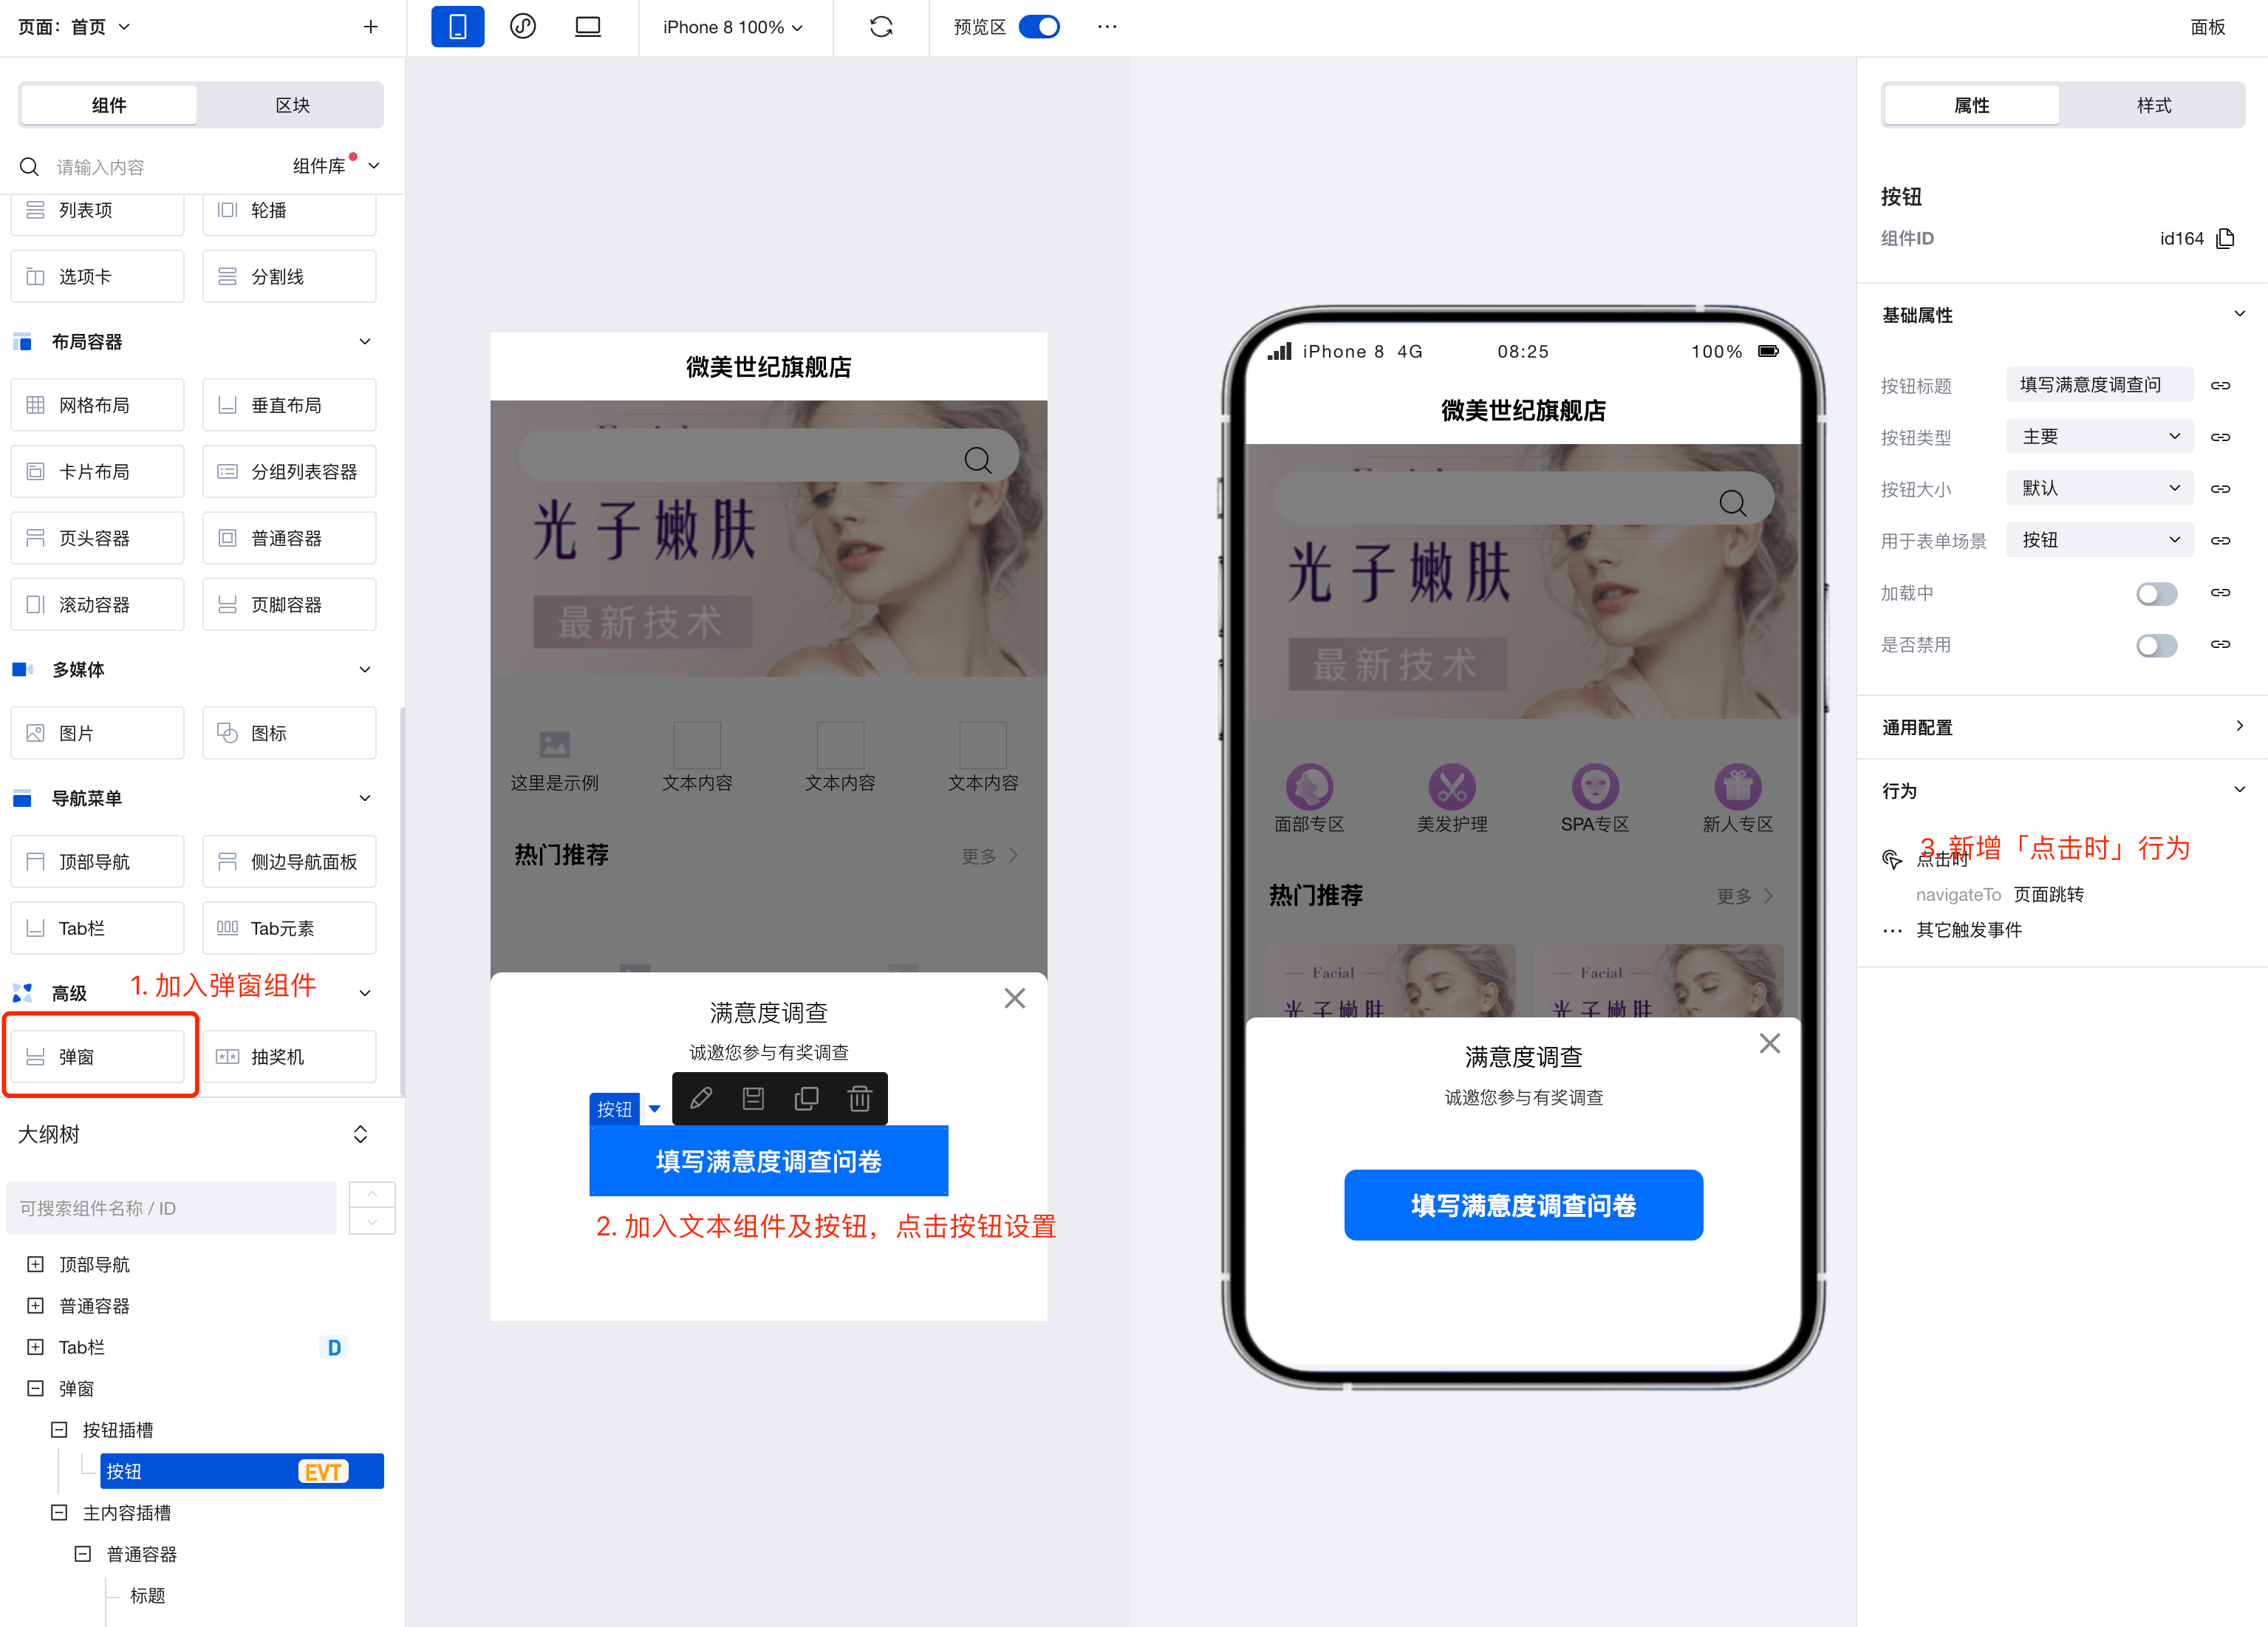 页面：首页
iPhone 8 100%
预览区
面板
组件 区块
请输入内容 组件库
列表项 轮播
选项卡 分割线
布局容器
网格布局 垂直布局
卡片布局 分组列表容器
页头容器 普通容器
滚动容器 页脚容器
多媒体
图片 图标
导航菜单
顶部导航 侧边导航面板
Tab栏 Tab元素
高级 1. 加入弹窗组件
弹窗 抽奖机
大纲树
可搜索组件名称 / ID
顶部导航
普通容器
Tab栏 D
弹窗
按钮插槽
按钮 EVT
主内容插槽
普通容器
标题
微美世纪旗舰店
Facial
光子嫩肤
最新技术
这里是示例 文本内容 文本内容 文本内容
热门推荐 更多
满意度调查
诚邀您参与有奖调查
按钮
填写满意度调查问卷
2. 加入文本组件及按钮，点击按钮设置
iPhone 8 4G 08:25 100%
微美世纪旗舰店
Facial
光子嫩肤
最新技术
面部专区 美发护理 SPA专区 新人专区
热门推荐 更多
Facial Facial
光子嫩肤 光子嫩肤
满意度调查
诚邀您参与有奖调查
填写满意度调查问卷
属性 样式
按钮
组件ID id164
基础属性
按钮标题 填写满意度调查问
按钮类型 主要
按钮大小 默认
用于表单场景 按钮
加载中
是否禁用
通用配置
行为
3. 新增「点击时」行为
点击时
navigateTo 页面跳转
其它触发事件